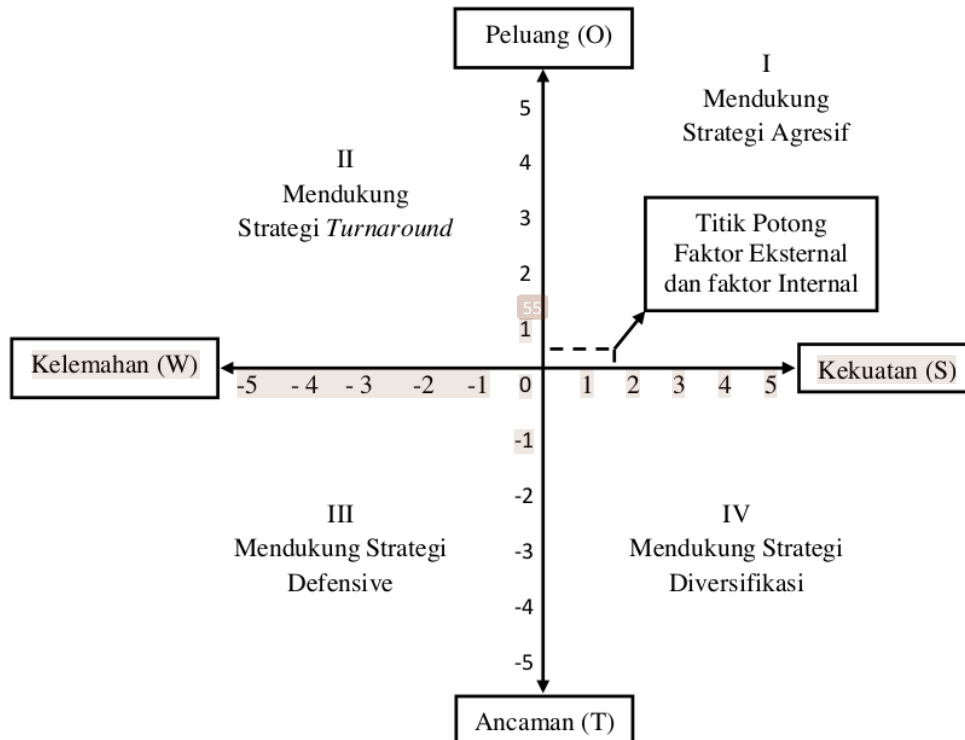 Peluang (O)
I
Mendukung
Strategi Agresif
II
Mendukung
Strategi Turnaround
Titik Potong
Faktor Eksternal
dan faktor Internal
5
4
3
2
55
1
Kelemahan (W)
Kekuatan (S)
-5 - 4 - 3 -2 -1 0 1 2 3 4 5
-1
-2
-3
-4
-5
III
Mendukung Strategi
Defensive
IV
Mendukung Strategi
Diversifikasi
Ancaman (T)